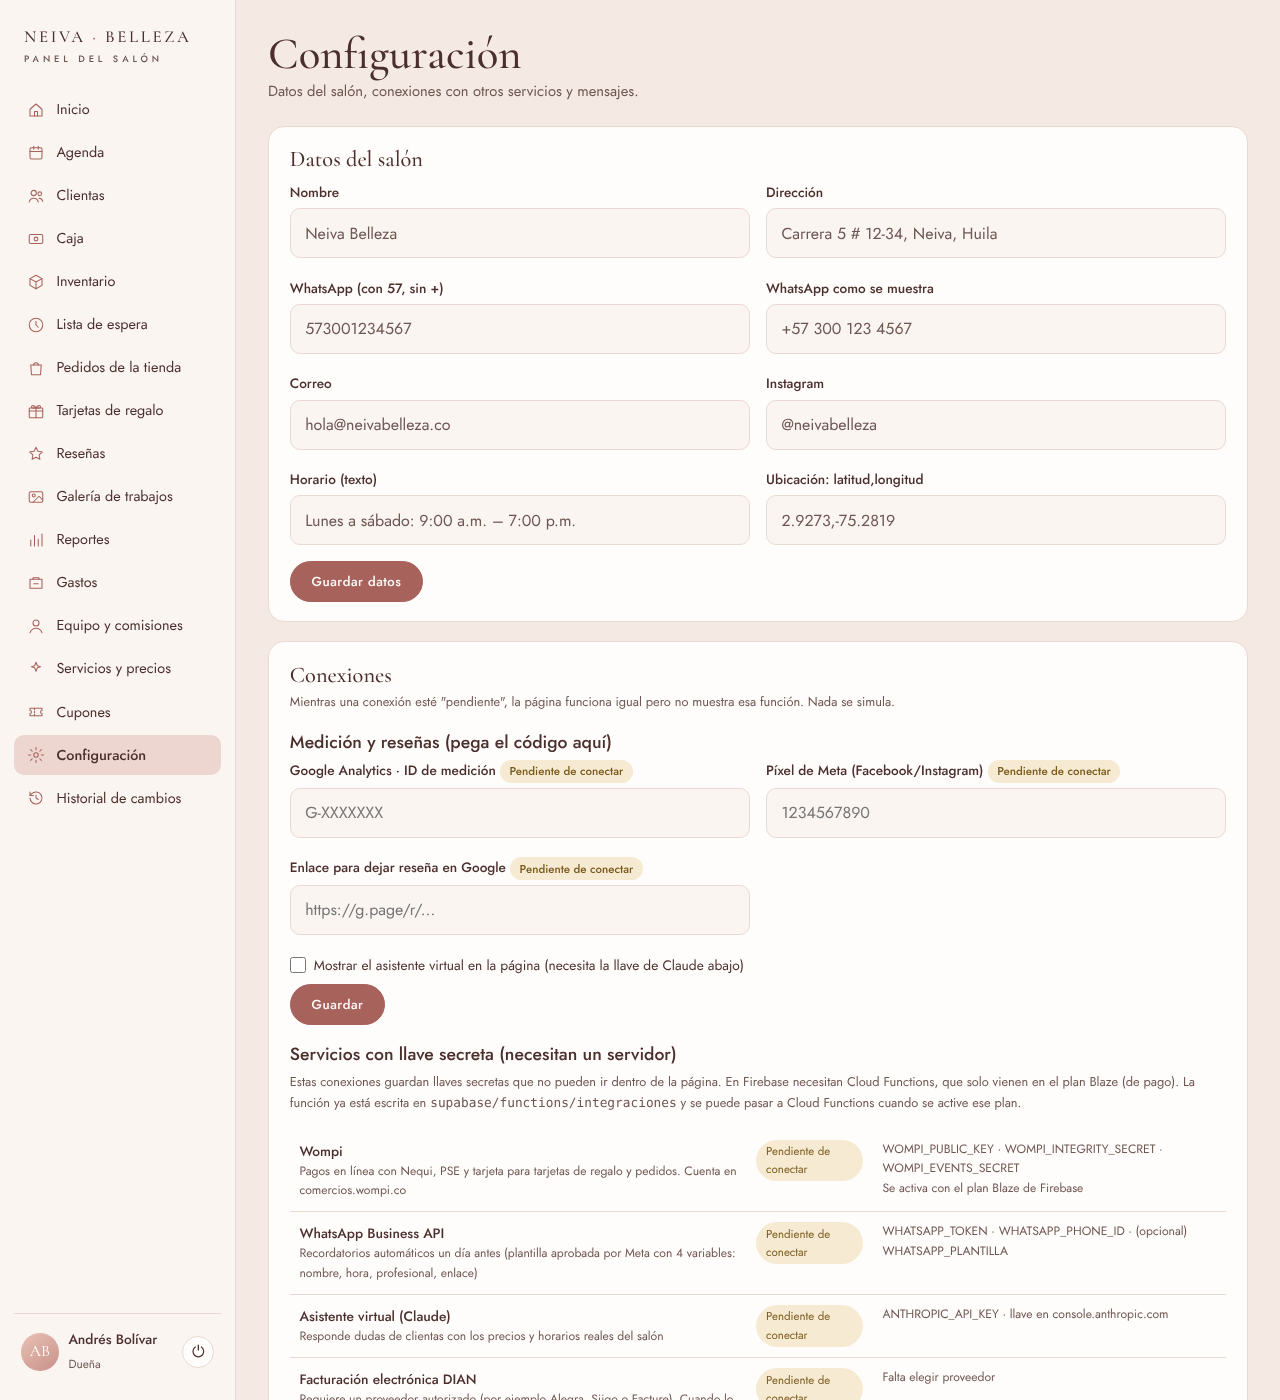 NEIVA · BELLEZA
PANEL DEL SALÓN
Inicio
Agenda
Clientas
Caja
Inventario
Lista de espera
Pedidos de la tienda
Tarjetas de regalo
Reseñas
Galería de trabajos
Reportes
Gastos
Equipo y comisiones
Servicios y precios
Cupones
Configuración
Historial de cambios
AB
Andrés Bolívar
Dueña
Configuración
Datos del salón, conexiones con otros servicios y mensajes.
Datos del salón
Nombre
Neiva Belleza
Dirección
Carrera 5 # 12-34, Neiva, Huila
WhatsApp (con 57, sin +)
573001234567
WhatsApp como se muestra
+57 300 123 4567
Correo
hola@neivabelleza.co
Instagram
@neivabelleza
Horario (texto)
Lunes a sábado: 9:00 a.m. – 7:00 p.m.
Ubicación: latitud,longitud
2.9273,-75.2819
Guardar datos
Conexiones
Mientras una conexión esté "pendiente", la página funciona igual pero no muestra esa función. Nada se simula.
Medición y reseñas (pega el código aquí)
Google Analytics · ID de medición Pendiente de conectar
G-XXXXXXX
Píxel de Meta (Facebook/Instagram) Pendiente de conectar
1234567890
Enlace para dejar reseña en Google Pendiente de conectar
https://g.page/r/...
Mostrar el asistente virtual en la página (necesita la llave de Claude abajo)
Guardar
Servicios con llave secreta (necesitan un servidor)
Estas conexiones guardan llaves secretas que no pueden ir dentro de la página. En Firebase necesitan Cloud Functions, que solo vienen en el plan Blaze (de pago). La
función ya está escrita en supabase/functions/integraciones y se puede pasar a Cloud Functions cuando se active ese plan.
Wompi
Pagos en línea con Nequi, PSE y tarjeta para tarjetas de regalo y pedidos. Cuenta en
comercios.wompi.co
Pendiente de
conectar
WOMPI_PUBLIC_KEY · WOMPI_INTEGRITY_SECRET ·
WOMPI_EVENTS_SECRET
Se activa con el plan Blaze de Firebase
WhatsApp Business API
Recordatorios automáticos un día antes (plantilla aprobada por Meta con 4 variables:
nombre, hora, profesional, enlace)
Pendiente de
conectar
WHATSAPP_TOKEN · WHATSAPP_PHONE_ID · (opcional)
WHATSAPP_PLANTILLA
Asistente virtual (Claude)
Responde dudas de clientas con los precios y horarios reales del salón
Pendiente de
conectar
ANTHROPIC_API_KEY · llave en console.anthropic.com
Facturación electrónica DIAN
Requiere un proveedor autorizado (por ejemplo Alegra, Siigo o Facture). Cuando lo
Pendiente de
conectar
Falta elegir proveedor